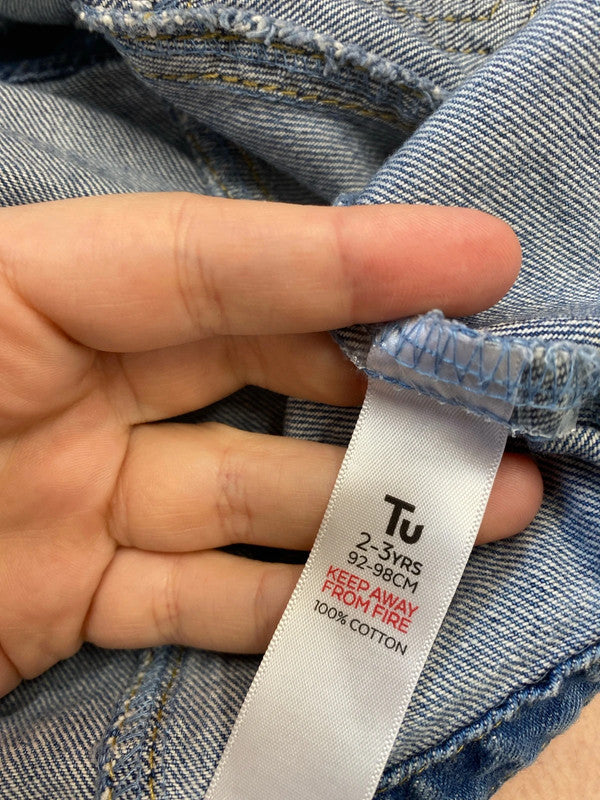 Tu
2-3YRS
92-98CM
KEEP AWAY
FROM FIRE
100% COTTON